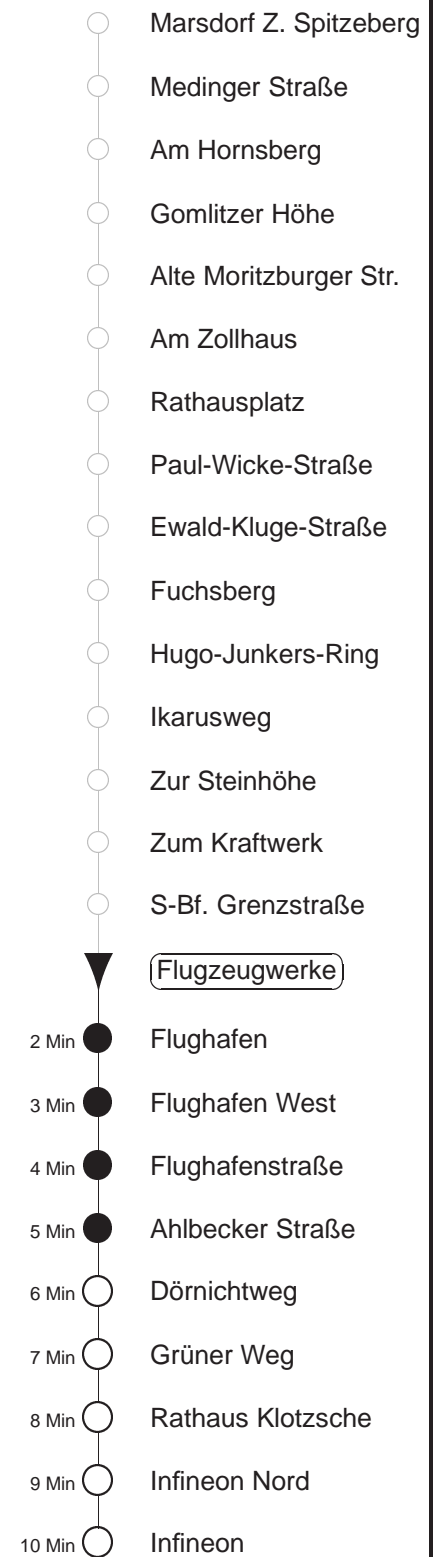 Marsdorf Z. Spitzeberg
Medinger Straße
Am Hornsberg
Gomlitzer Höhe
Alte Moritzburger Str.
Am Zollhaus
Rathausplatz
Paul-Wicke-Straße
Ewald-Kluge-Straße
Fuchsberg
Hugo-Junkers-Ring
Ikarusweg
Zur Steinhöhe
Zum Kraftwerk
S-Bf. Grenzstraße
Flugzeugwerke
2 Min Flughafen
3 Min Flughafen West
4 Min Flughafenstraße
5 Min Ahlbecker Straße
6 Min Dörnichtweg
7 Min Grüner Weg
8 Min Rathaus Klotzsche
9 Min Infineon Nord
10 Min Infineon